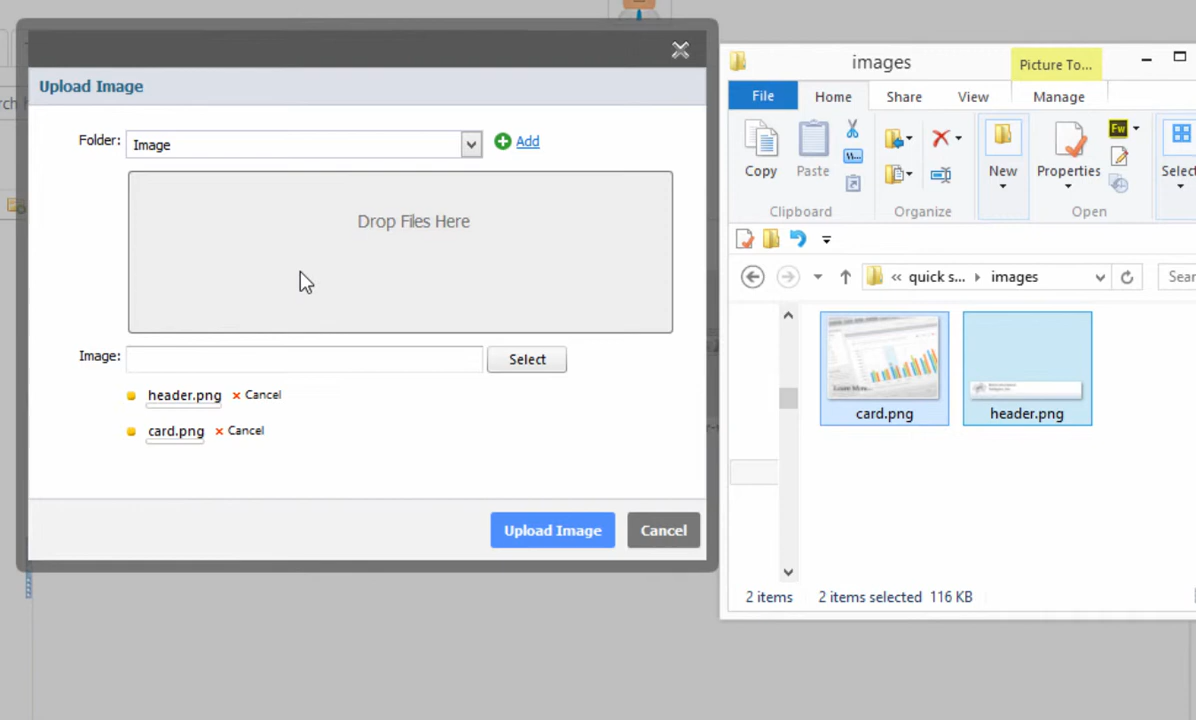 Upload Image
Folder:
Image
Add
Drop Files Here
Image:
Select
header.png
Cancel
card.png
Cancel
Upload Image
Cancel
images
Picture To...
File
Home
Share
View
Manage
Copy
Paste
New
Properties
Select
Fw
Clipboard
Organize
Open
« quick s...
images
card.png
header.png
2 items
2 items selected 116 KB